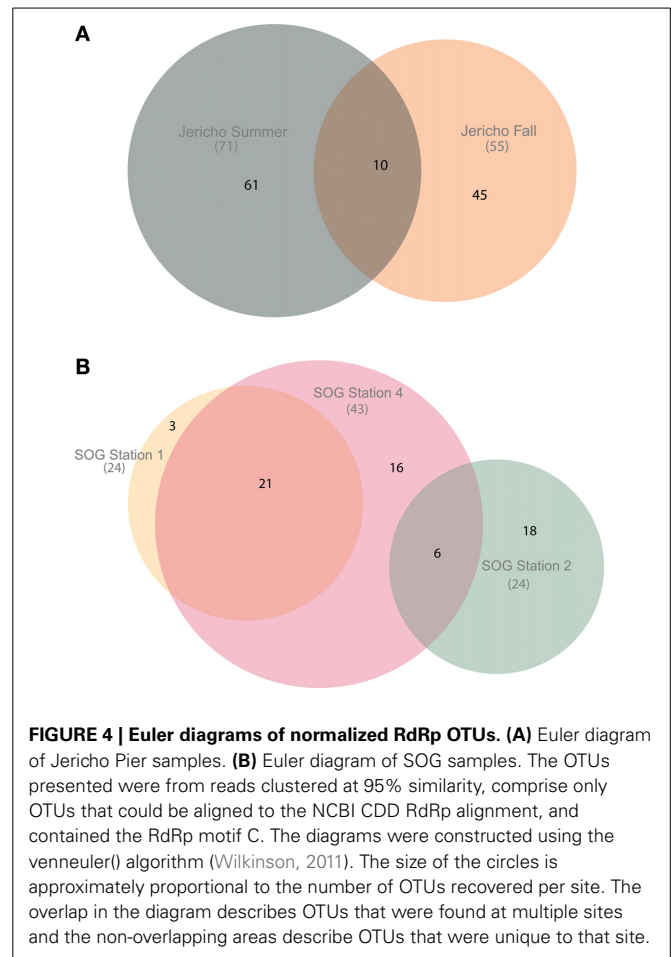 A
Jericho Summer
(71)
61
10
Jericho Fall
(55)
45
B
SOG Station 4
(43)
3
SOG Station 1
(24)
21
16
6
18
SOG Station 2
(24)
FIGURE 4 | Euler diagrams of normalized RdRp OTUs. (A) Euler diagram
of Jericho Pier samples. (B) Euler diagram of SOG samples. The OTUs
presented were from reads clustered at 95% similarity, comprise only
OTUs that could be aligned to the NCBI CDD RdRp alignment, and
contained the RdRp motif C. The diagrams were constructed using the
venneuler() algorithm (Wilkinson, 2011). The size of the circles is
approximately proportional to the number of OTUs recovered per site. The
overlap in the diagram describes OTUs that were found at multiple sites
and the non-overlapping areas describe OTUs that were unique to that site.